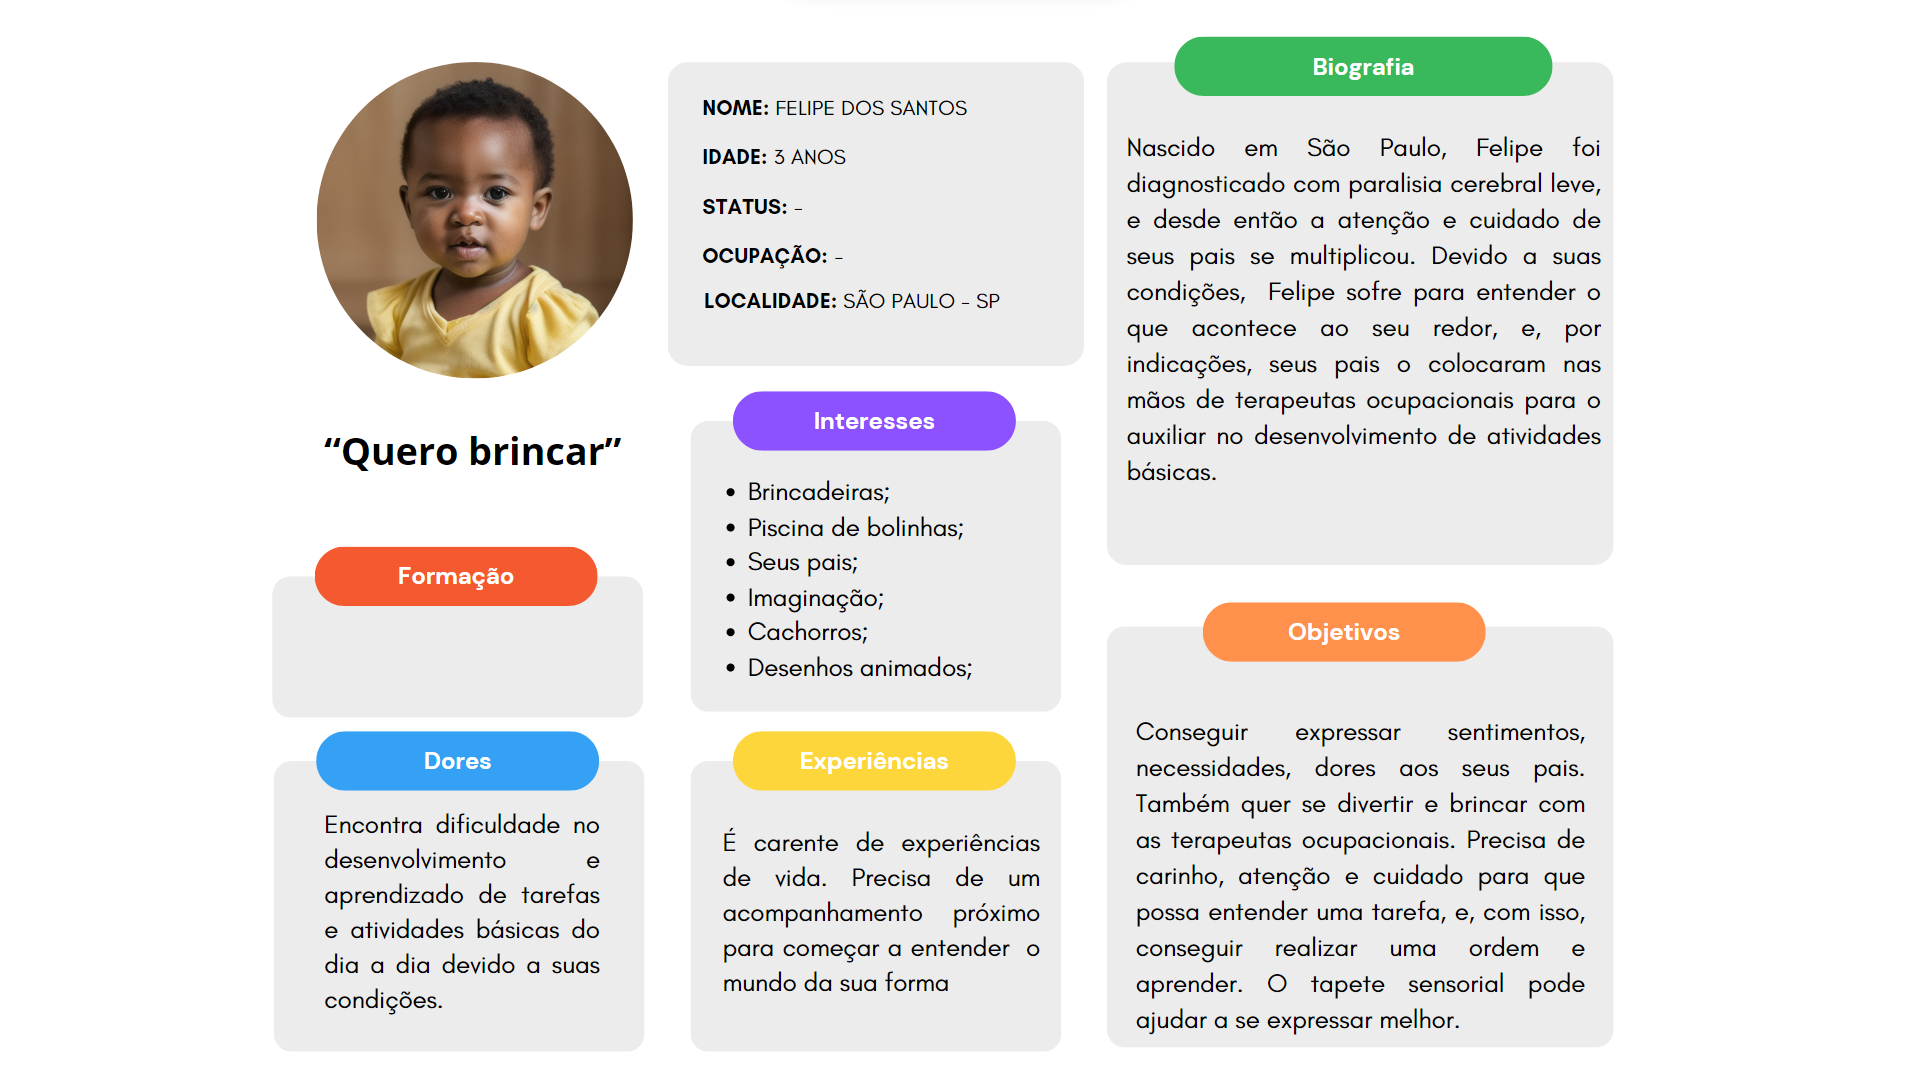 NOME: FELIPE DOS SANTOS
IDADE: 3 ANOS
STATUS: -
OCUPAÇÃO: -
LOCALIDADE: SÃO PAULO - SP
“Quero brincar”
Formação
Dores
Encontra dificuldade no
desenvolvimento e
aprendizado de tarefas
e atividades básicas do
dia a dia devido a suas
condições.
Interesses
• Brincadeiras;
• Piscina de bolinhas;
• Seus pais;
• Imaginação;
• Cachorros;
• Desenhos animados;
Experiências
É carente de experiências
de vida. Precisa de um
acompanhamento próximo
para começar a entender o
mundo da sua forma
Biografia
Nascido em São Paulo, Felipe foi
diagnosticado com paralisia cerebral leve,
e desde então a atenção e cuidado de
seus pais se multiplicou. Devido a suas
condições, Felipe sofre para entender o
que acontece ao seu redor, e, por
indicações, seus pais o colocaram nas
mãos de terapeutas ocupacionais para o
auxiliar no desenvolvimento de atividades
básicas.
Objetivos
Conseguir expressar sentimentos,
necessidades, dores aos seus pais.
Também quer se divertir e brincar com
as terapeutas ocupacionais. Precisa de
carinho, atenção e cuidado para que
possa entender uma tarefa, e, com isso,
conseguir realizar uma ordem e
aprender. O tapete sensorial pode
ajudar a se expressar melhor.